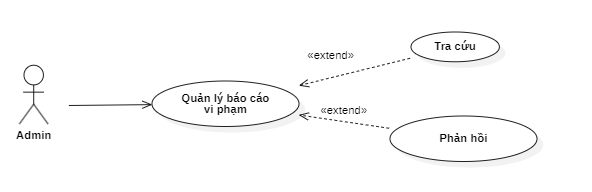 Tra cứu
«extend»
Quản lý báo cáo
vi phạm
«extend»
Admin
Phản hồi